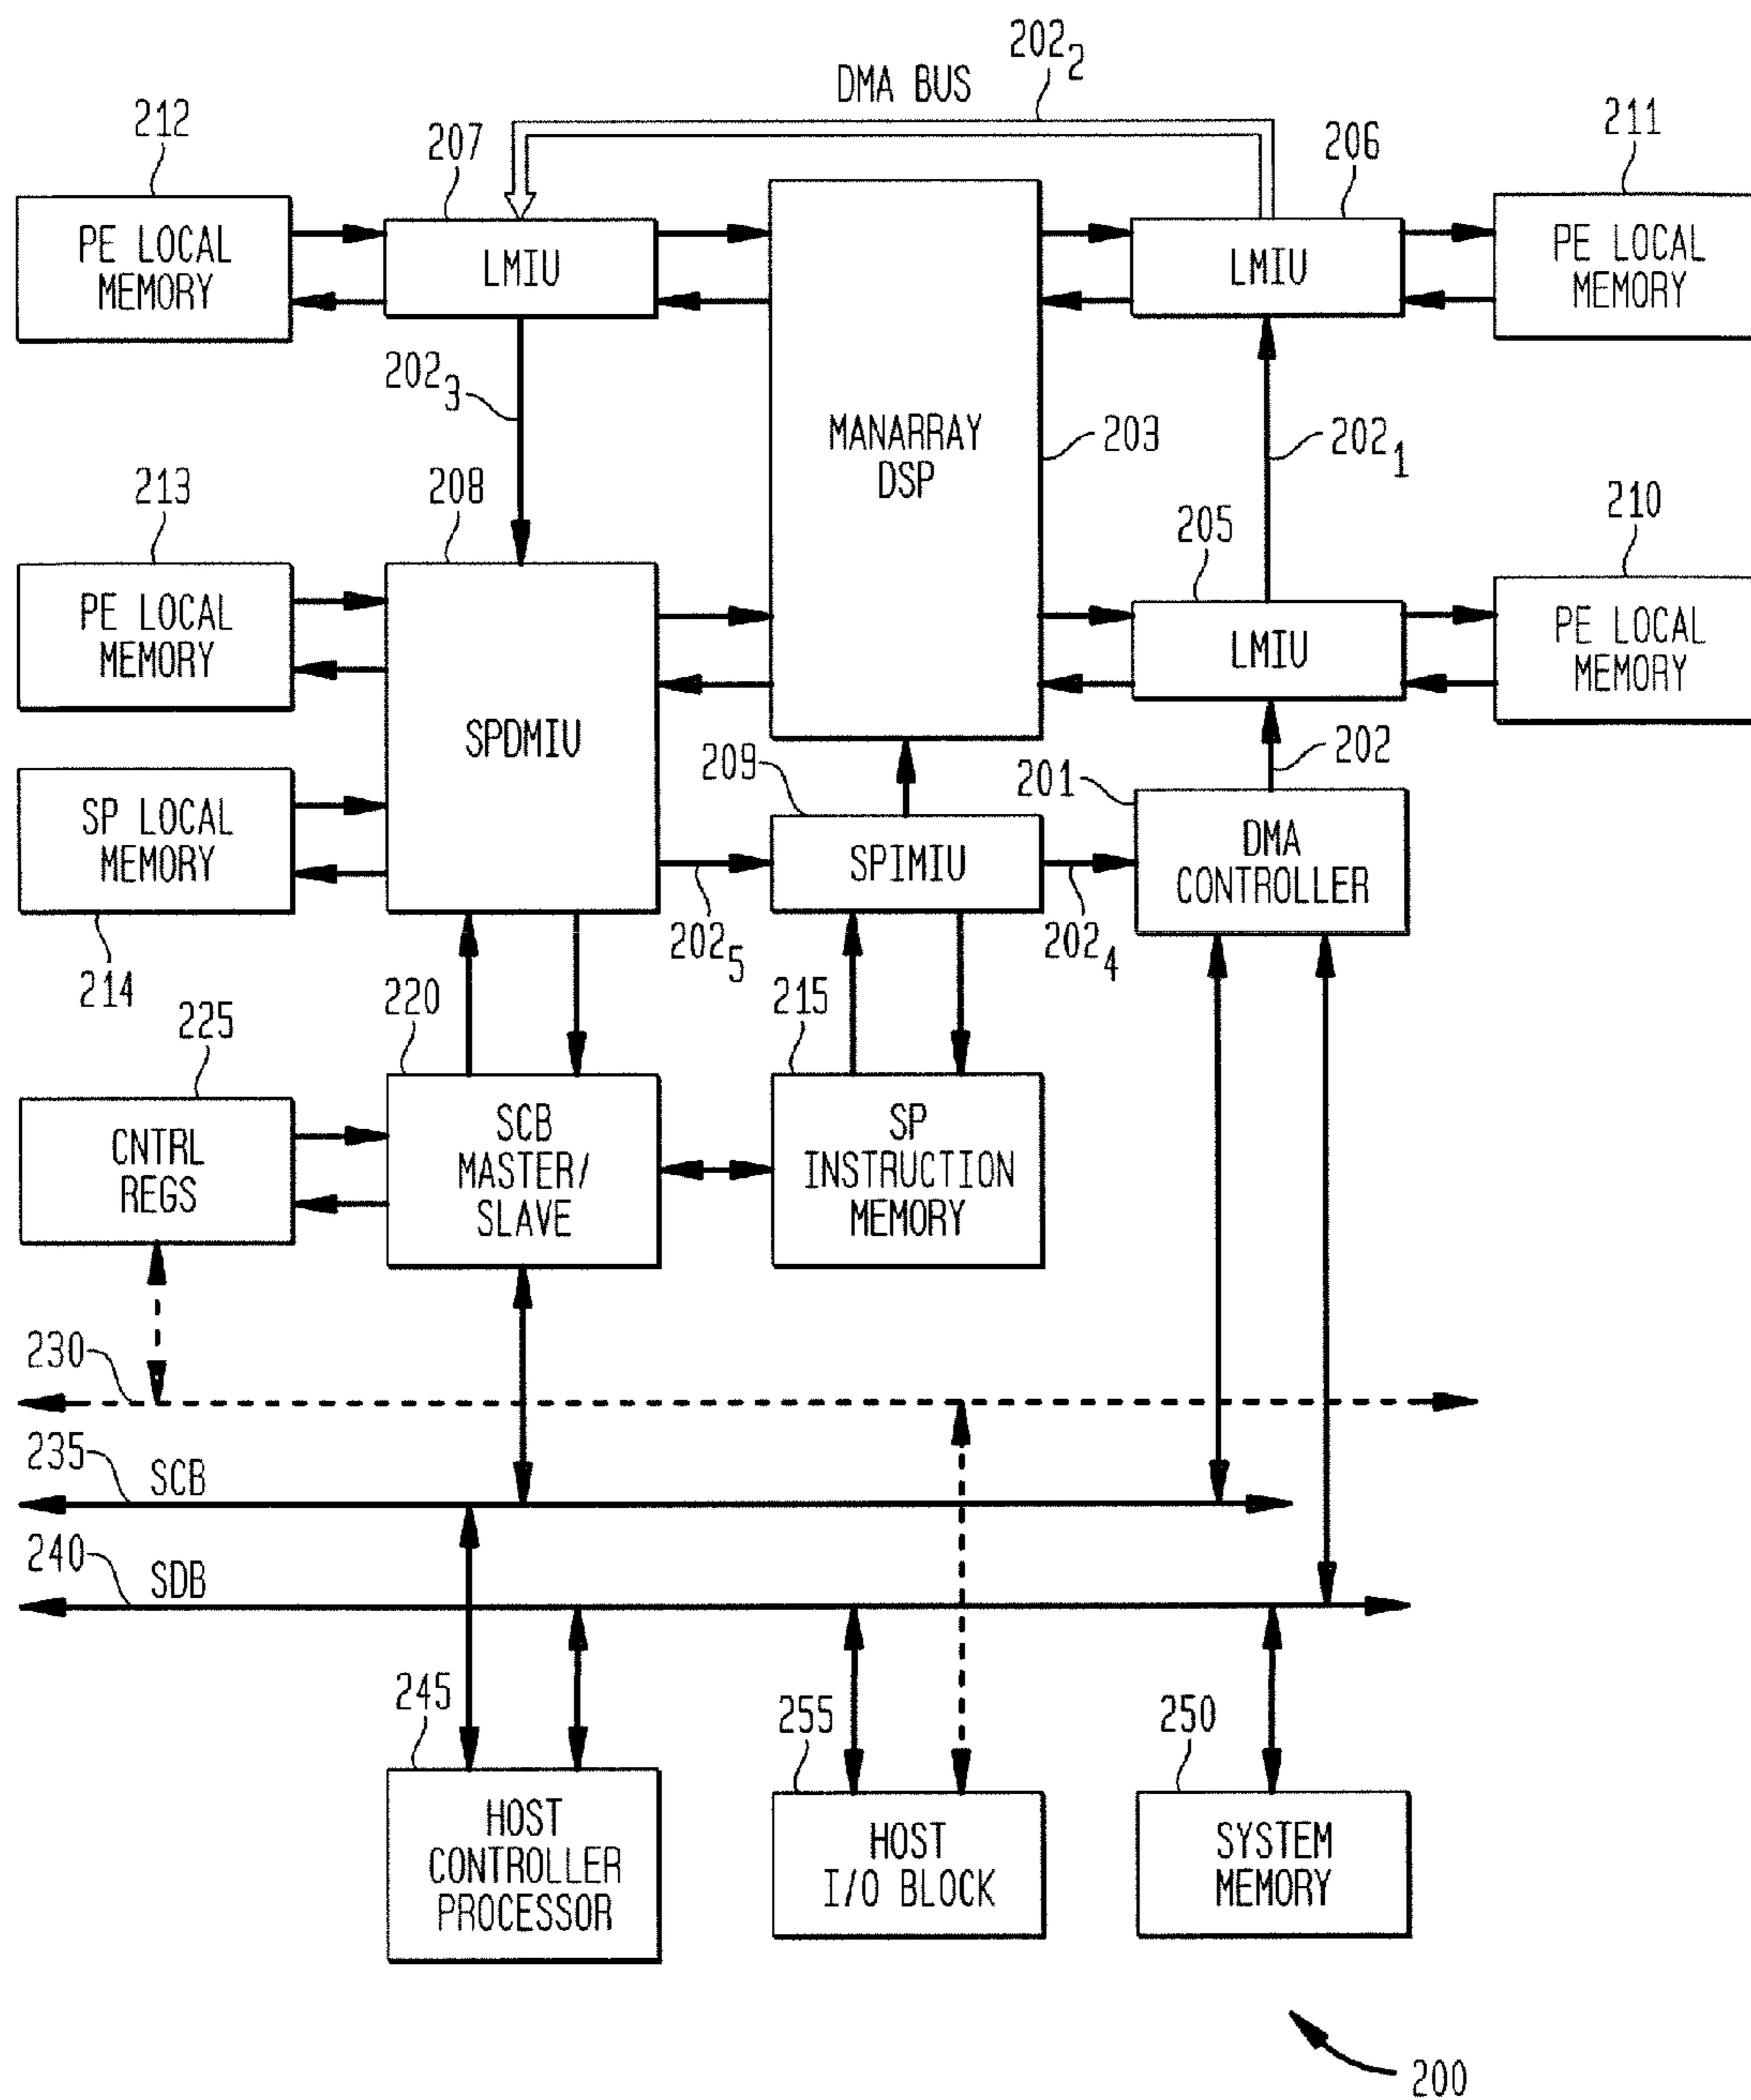 202₂
DMA BUS
212
207
206
211
PE LOCAL
MEMORY
LMIU
LMIU
PE LOCAL
MEMORY
202₃
MANARRAY
DSP
203
202₁
213
208
205
210
PE LOCAL
MEMORY
LMIU
PE LOCAL
MEMORY
SPDMIU
209
201
202
SP LOCAL
MEMORY
SPIMIU
DMA
CONTROLLER
214
202₅
202₄
225
220
215
CNTRL
REGS
SCB
MASTER/
SLAVE
SP
INSTRUCTION
MEMORY
230
235
SCB
240
SDB
245
255
250
HOST
CONTROLLER
PROCESSOR
HOST
I/O BLOCK
SYSTEM
MEMORY
200